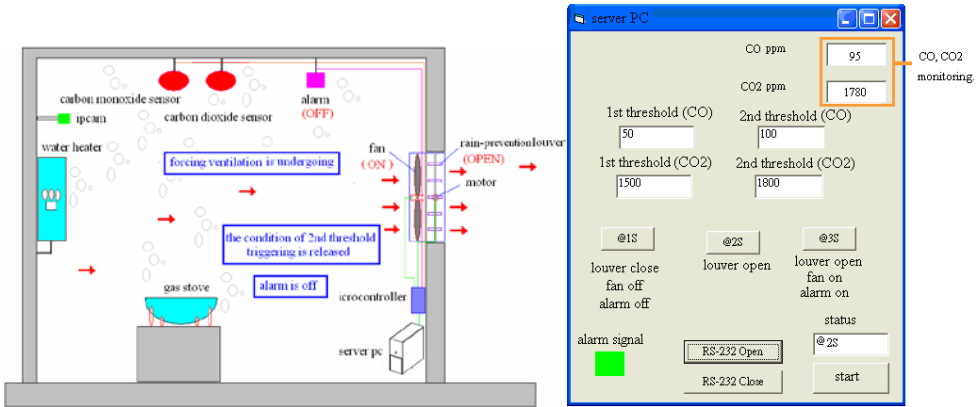 carbon monoxide sensor
carbon dioxide sensor
alarm
(OFF)
ipcam
water heater
fan
(ON)
rain-prevention louver
(OPEN)
motor
forcing ventilation is undergoing
the condition of 2nd threshold
triggering is released
alarm is off
gas stove
icrocontroller
server pc
server PC
CO ppm
95
CO2 ppm
1780
CO, CO2
monitoring.
1st threshold (CO)
2nd threshold (CO)
50
100
1st threshold (CO2)
2nd threshold (CO2)
1500
1800
@1S
@2S
@3S
louver close
fan off
alarm off
louver open
louver open
fan on
alarm on
status
@2S
alarm signal
RS-232 Open
RS-232 Close
start